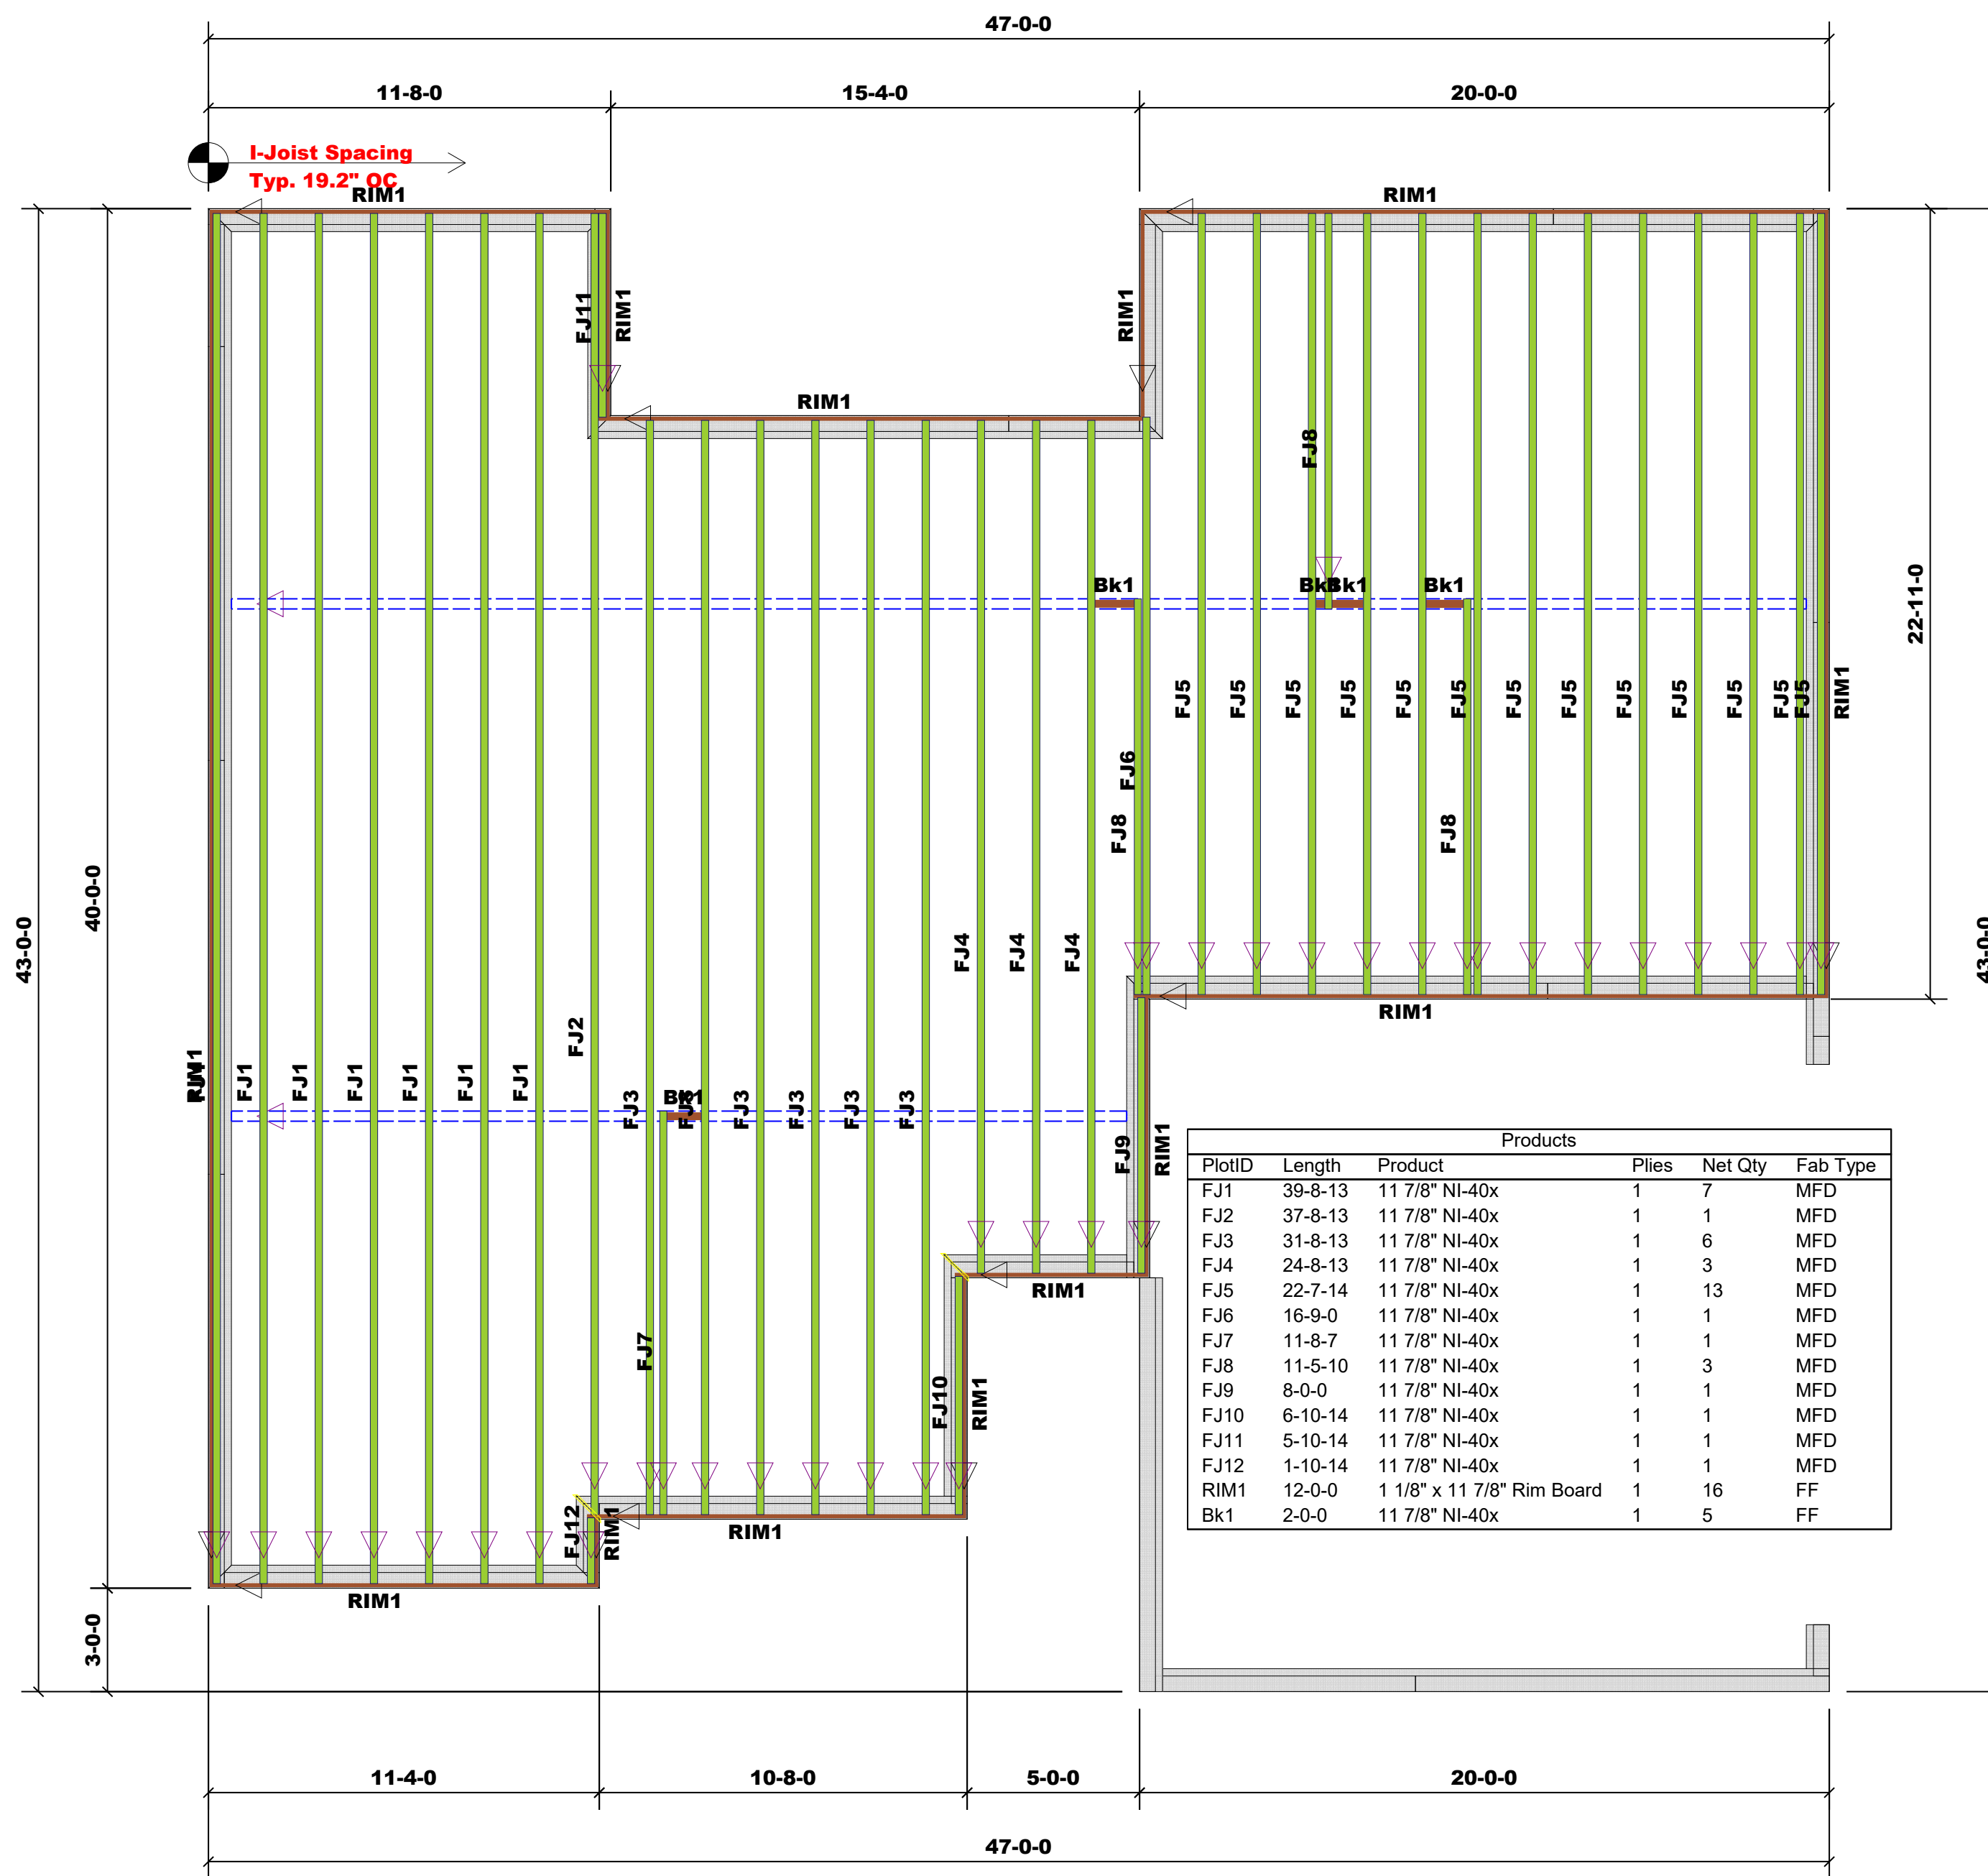 47-0-0
11-8-0 15-4-0 20-0-0
I-Joist Spacing
Typ. 19.2" OC
RIM1 RIM1
FJ11 RIM1 RIM1
RIM1
FJ8
Bk1 Bk1 Bk1 Bk1
22-11-0
FJ5 FJ5 FJ5 FJ5 FJ5 FJ5 FJ5 FJ5 FJ5 FJ5 FJ5 FJ5 FJ5 RIM1
FJ6
FJ8 FJ8
40-0-0
43-0-0 43-0-0
FJ4 FJ4 FJ4
RIM1
FJ2
RIM1 FJ1 FJ1 FJ1 FJ1 FJ1 FJ1 FJ1
FJ3 Bk1 FJ3 FJ3 FJ3 FJ3 FJ3
FJ9 RIM1
RIM1
FJ7
FJ10 RIM1
FJ12 RIM1
RIM1
RIM1
3-0-0
Products
PlotID Length Product Plies Net Qty Fab Type
FJ1 39-8-13 11 7/8" NI-40x 1 7 MFD
FJ2 37-8-13 11 7/8" NI-40x 1 1 MFD
FJ3 31-8-13 11 7/8" NI-40x 1 6 MFD
FJ4 24-8-13 11 7/8" NI-40x 1 3 MFD
FJ5 22-7-14 11 7/8" NI-40x 1 13 MFD
FJ6 16-9-0 11 7/8" NI-40x 1 1 MFD
FJ7 11-8-7 11 7/8" NI-40x 1 1 MFD
FJ8 11-5-10 11 7/8" NI-40x 1 3 MFD
FJ9 8-0-0 11 7/8" NI-40x 1 1 MFD
FJ10 6-10-14 11 7/8" NI-40x 1 1 MFD
FJ11 5-10-14 11 7/8" NI-40x 1 1 MFD
FJ12 1-10-14 11 7/8" NI-40x 1 1 MFD
RIM1 12-0-0 1 1/8" x 11 7/8" Rim Board 1 16 FF
Bk1 2-0-0 11 7/8" NI-40x 1 5 FF
11-4-0 10-8-0 5-0-0 20-0-0
47-0-0